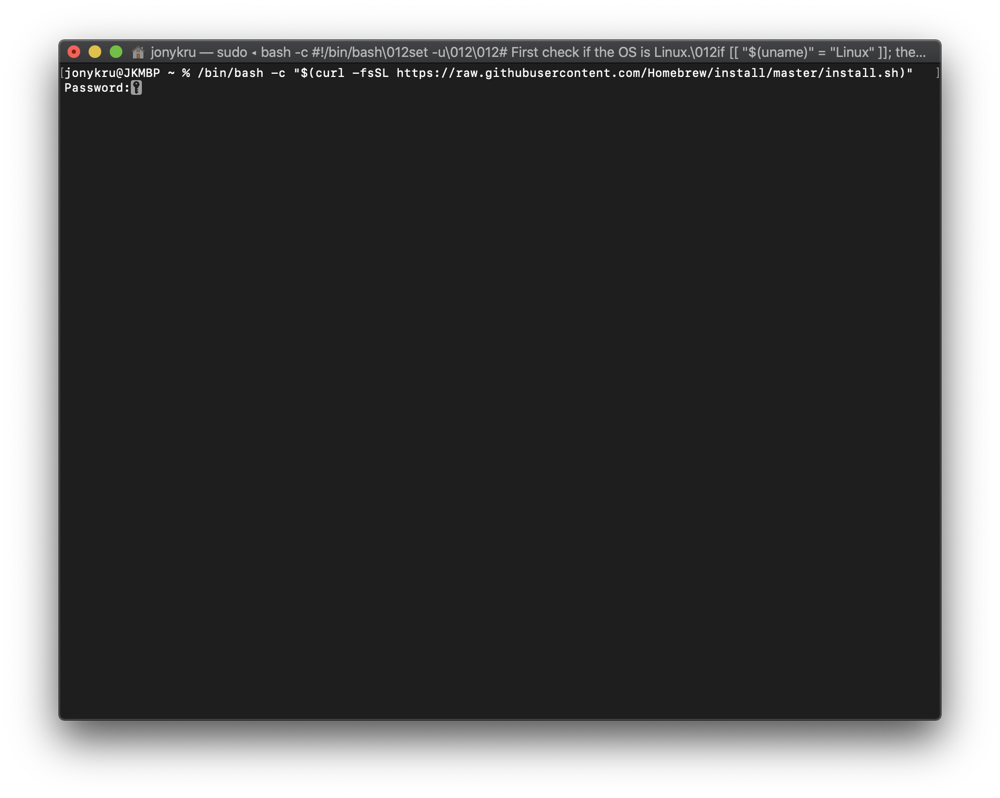 jonykru — sudo ◂ bash -c #!/bin/bash\012set -u\012\012# First check if the OS is Linux.\012if [[ "$(uname)" = "Linux" ]]; the...
[jonykru@JKMBP ~ % /bin/bash -c "$(curl -fsSL https://raw.githubusercontent.com/Homebrew/install/master/install.sh)" ]
Password: